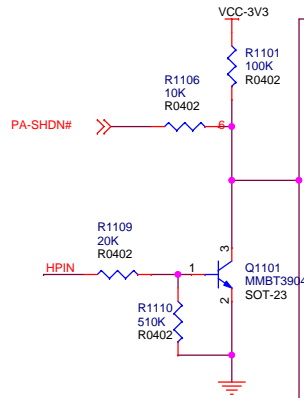 VCC-3V3
R1101
100K
R0402
R1106
10K
R0402
PA-SHDN#
6
R1109
20K
R0402
HPIN
1
3
2
Q1101
MMBT3904
SOT-23
R1110
510K
R0402